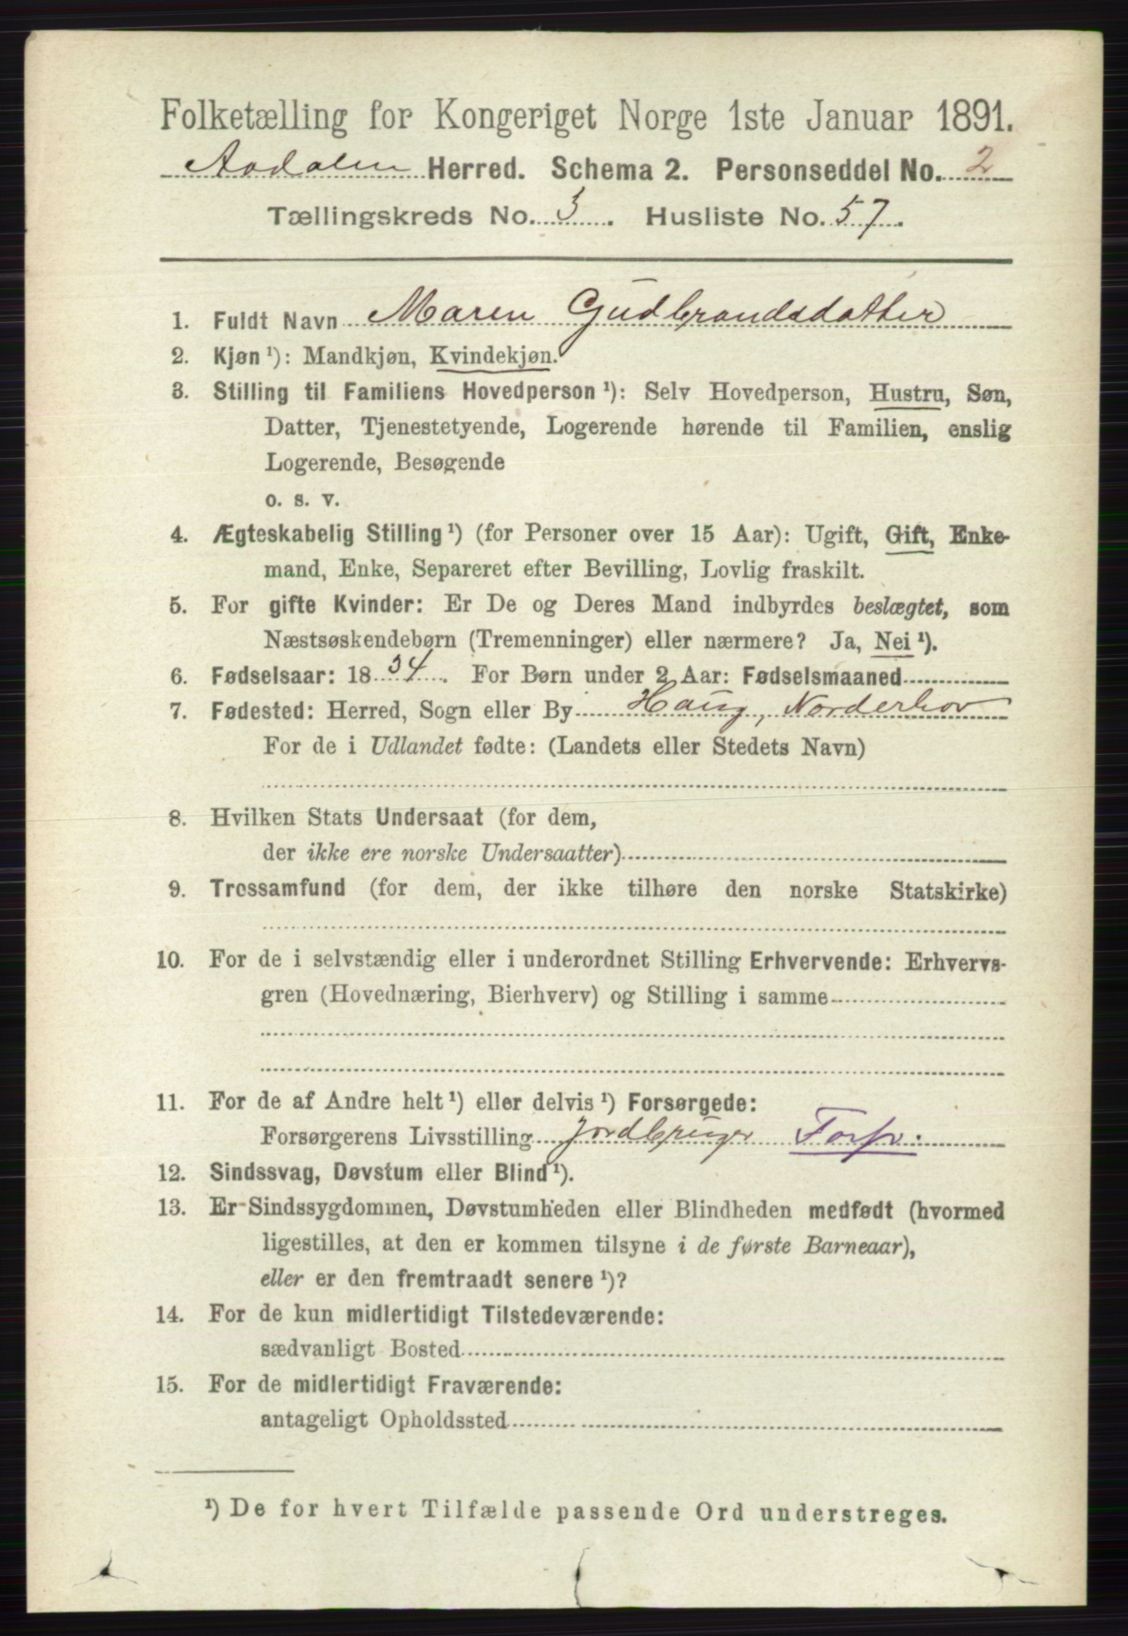 Folketælling for Kongeriget Norge 1ste Januar 1891.
Aadalen Herred. Schema 2. Personseddel No. 2
Tællingskreds No. 3. Husliste No. 57.
1. Fuldt Navn Maren Gudbrandsdatter
2. Kjøn ¹): Mandkjøn, Kvindekjøn.
3. Stilling til Familiens Hovedperson ¹): Selv Hovedperson, Hustru, Søn,
Datter, Tjenestetyende, Logerende hørende til Familien, enslig
Logerende, Besøgende
o. s. v.
4. Ægteskabelig Stilling ¹) (for Personer over 15 Aar): Ugift, Gift, Enke-
mand, Enke, Separeret efter Bevilling, Lovlig fraskilt.
5. For gifte Kvinder: Er De og Deres Mand indbyrdes beslægtet, som
Næstsøskendebørn (Tremenninger) eller nærmere? Ja, Nei ¹).
6. Fødselsaar: 1834. For Børn under 2 Aar: Fødselsmaaned
7. Fødested: Herred, Sogn eller By Haug, Norderhov
For de i Udlandet fødte: (Landets eller Stedets Navn)
8. Hvilken Stats Undersaat (for dem,
der ikke ere norske Undersaatter)
9. Trossamfund (for dem, der ikke tilhøre den norske Statskirke)
10. For de i selvstændig eller i underordnet Stilling Erhvervende: Erhvervs-
gren (Hovednæring, Bierhverv) og Stilling i samme
11. For de af Andre helt ¹) eller delvis ¹) Forsørgede:
Forsørgerens Livsstilling Jordbruger
12. Sindssvag, Døvstum eller Blind ¹).
13. Er Sindssygdommen, Døvstumheden eller Blindheden medfødt (hvormed
ligestilles, at den er kommen tilsyne i de første Barneaar),
eller er den fremtraadt senere ¹)?
14. For de kun midlertidigt Tilstedeværende:
sædvanligt Bosted
15. For de midlertidigt Fraværende:
antageligt Opholdssted
¹) De for hvert Tilfælde passende Ord understreges.